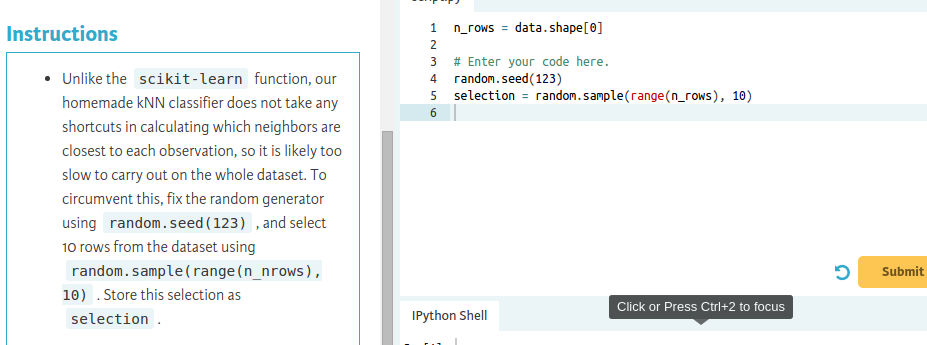 Instructions
Unlike the scikit-learn function, our
homemade kNN classifier does not take any
shortcuts in calculating which neighbors are
closest to each observation, so it is likely too
slow to carry out on the whole dataset. To
circumvent this, fix the random generator
using random.seed(123) , and select
10 rows from the dataset using
random.sample(range(n_nrows),
10) . Store this selection as
selection .
1 n_rows = data.shape[0]
2
3 # Enter your code here.
4 random.seed(123)
5 selection = random.sample(range(n_rows), 10)
6
Submit
Click or Press Ctrl+2 to focus
IPython Shell